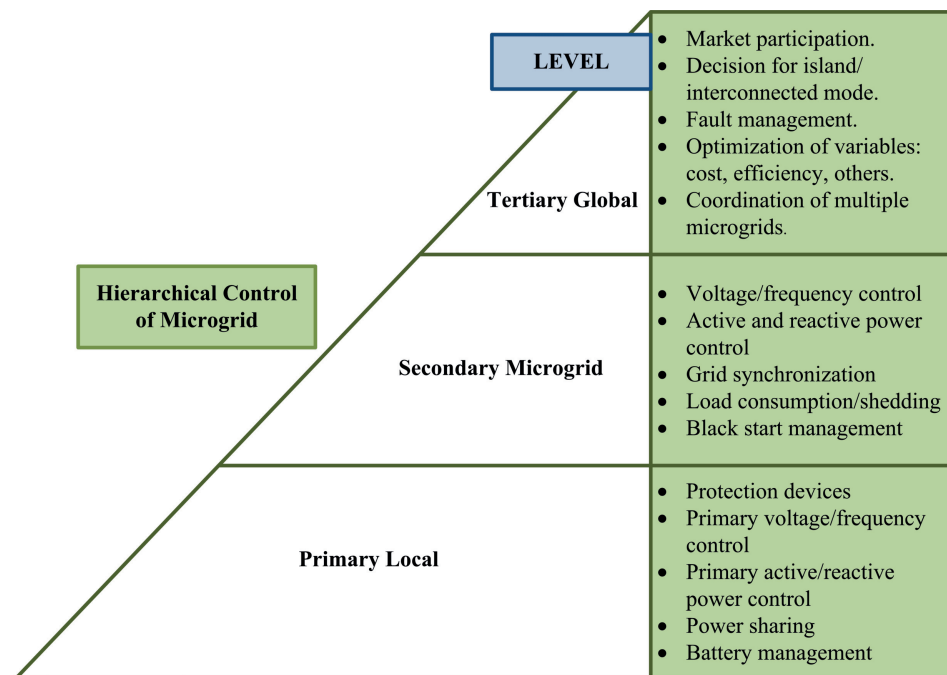 LEVEL
• Market participation.
• Decision for island/
interconnected mode.
• Fault management.
• Optimization of variables:
cost, efficiency, others.
• Coordination of multiple
microgrids.
Tertiary Global
Hierarchical Control
of Microgrid
Secondary Microgrid
• Voltage/frequency control
• Active and reactive power
control
• Grid synchronization
• Load consumption/shedding
• Black start management
Primary Local
• Protection devices
• Primary voltage/frequency
control
• Primary active/reactive
power control
• Power sharing
• Battery management